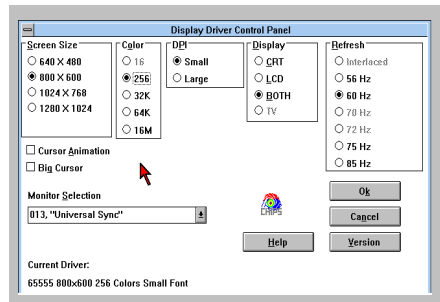 Display Driver Control Panel
Screen Size
640 X 480
800 X 600
1024 X 768
1280 X 1024
Color
16
256
32K
64K
16M
DPI
Small
Large
Display
CRT
LCD
BOTH
TV
Refresh
Interlaced
56 Hz
60 Hz
70 Hz
72 Hz
75 Hz
85 Hz
Cursor Animation
Big Cursor
Monitor Selection
013, "Universal Sync"
CHIPS
Ok
Cancel
Help
Version
Current Driver:
65555 800x600 256 Colors Small Font